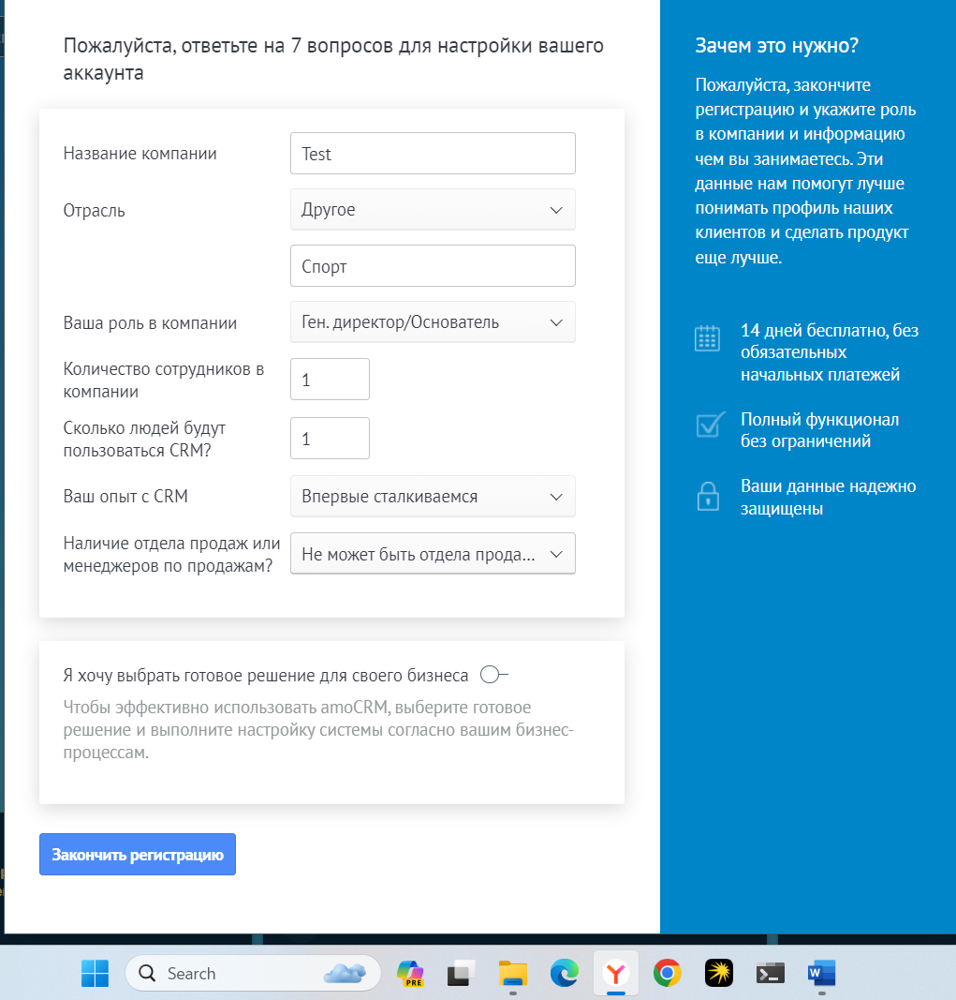 Пожалуйста, ответьте на 7 вопросов для настройки вашего
аккаунта
Название компании
Test
Отрасль
Другое
Спорт
Ваша роль в компании
Ген. директор/Основатель
Количество сотрудников в
компании
1
Сколько людей будут
пользоваться CRM?
1
Ваш опыт с CRM
Впервые сталкиваемся
Наличие отдела продаж или
менеджеров по продажам?
Не может быть отдела прода...
Я хочу выбрать готовое решение для своего бизнеса
Чтобы эффективно использовать amoCRM, выберите готовое
решение и выполните настройку системы согласно вашим бизнес-
процессам.
Закончить регистрацию
Зачем это нужно?
Пожалуйста, закончите
регистрацию и укажите роль
в компании и информацию
чем вы занимаетесь. Эти
данные нам помогут лучше
понимать профиль наших
клиентов и сделать продукт
еще лучше.
14 дней бесплатно, без
обязательных
начальных платежей
Полный функционал
без ограничений
Ваши данные надежно
защищены
Search
PRE